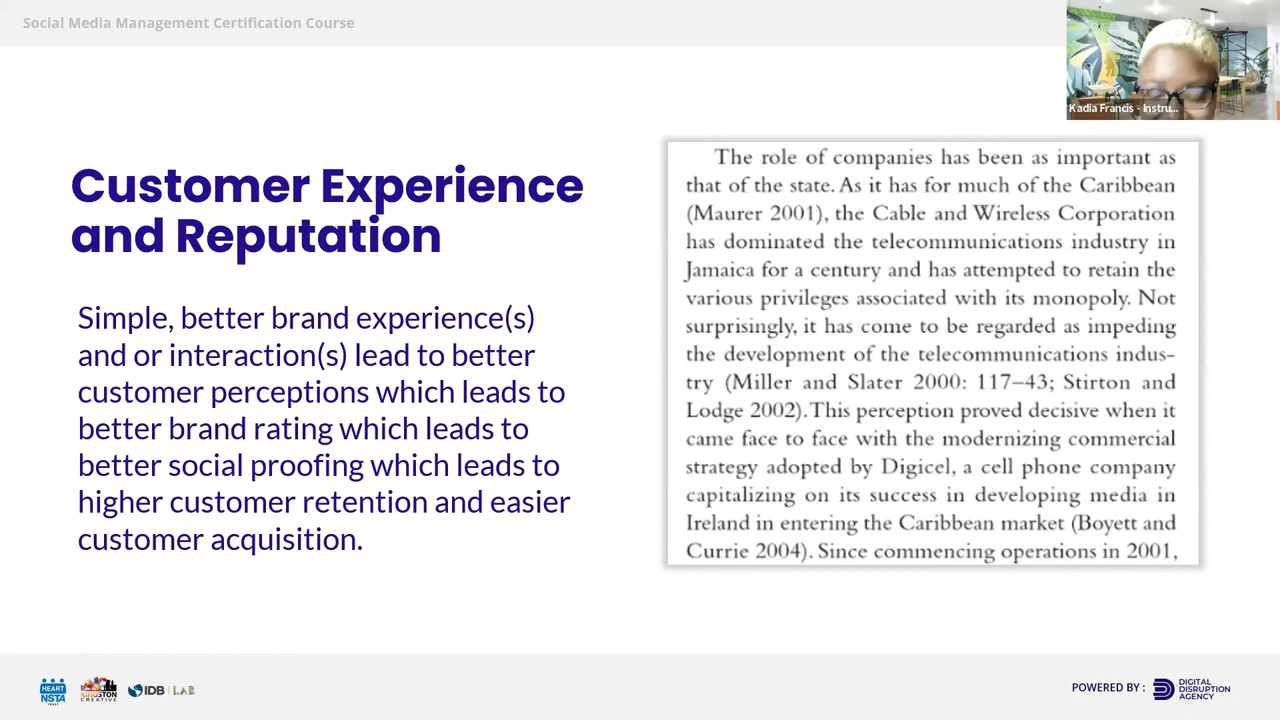 Social Media Management Certification Course
Kadia Francis - Instru...
Customer Experience
and Reputation
Simple, better brand experience(s)
and or interaction(s) lead to better
customer perceptions which leads to
better brand rating which leads to
better social proofing which leads to
higher customer retention and easier
customer acquisition.
The role of companies has been as important as
that of the state. As it has for much of the Caribbean
(Maurer 2001), the Cable and Wireless Corporation
has dominated the telecommunications industry in
Jamaica for a century and has attempted to retain the
various privileges associated with its monopoly. Not
surprisingly, it has come to be regarded as impeding
the development of the telecommunications indus-
try (Miller and Slater 2000: 117–43; Stirton and
Lodge 2002). This perception proved decisive when it
came face to face with the modernizing commercial
strategy adopted by Digicel, a cell phone company
capitalizing on its success in developing media in
Ireland in entering the Caribbean market (Boyett and
Currie 2004). Since commencing operations in 2001,
HEART
NSTA
TRUST
KINGSTON
CREATIVE
IDB | LAB
POWERED BY :
DIGITAL
DISRUPTION
AGENCY